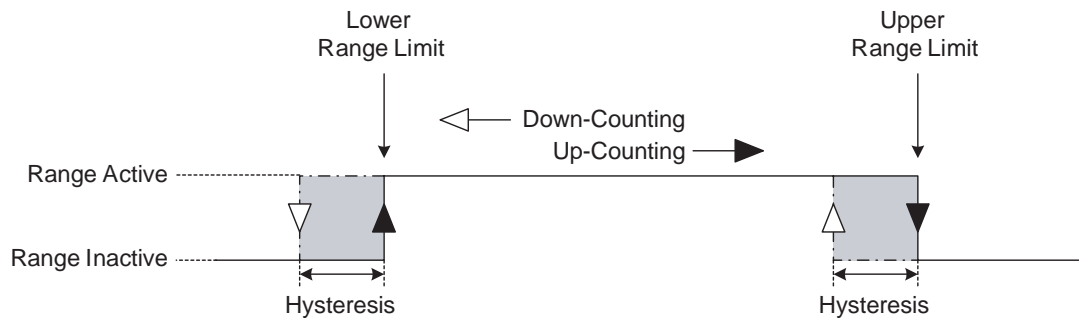 Lower
Range Limit
Upper
Range Limit
Down-Counting
Up-Counting
Range Active
Range Inactive
Hysteresis
Hysteresis